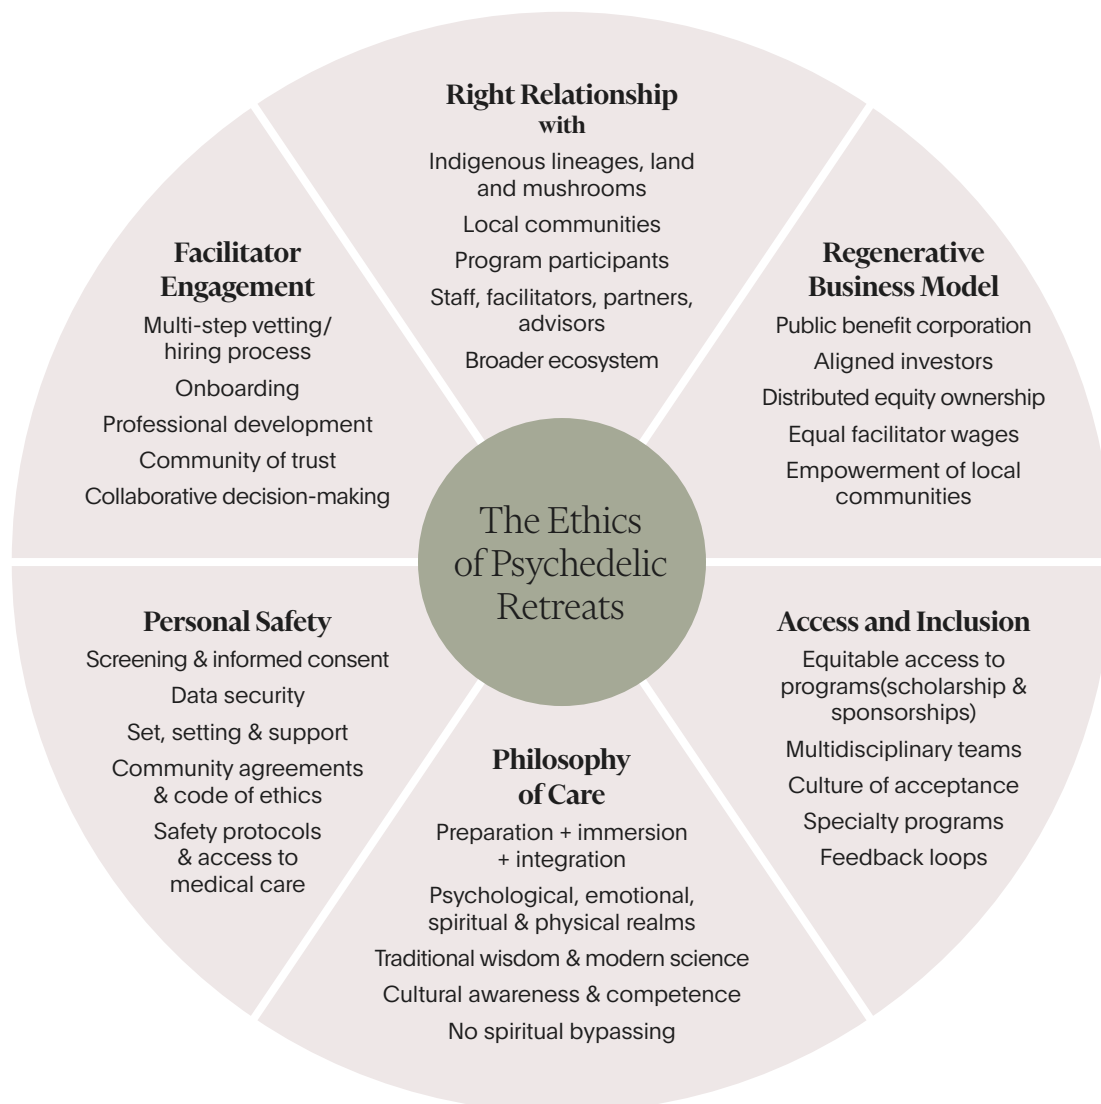 Right Relationship
with
Indigenous lineages, land
and mushrooms
Local communities
Program participants
Staff, facilitators, partners,
advisors
Broader ecosystem
Regenerative
Business Model
Public benefit corporation
Aligned investors
Distributed equity ownership
Equal facilitator wages
Empowerment of local
communities
Access and Inclusion
Equitable access to
programs(scholarship &
sponsorships)
Multidisciplinary teams
Culture of acceptance
Specialty programs
Feedback loops
Philosophy
of Care
Preparation + immersion
+ integration
Psychological, emotional,
spiritual & physical realms
Traditional wisdom & modern science
Cultural awareness & competence
No spiritual bypassing
Personal Safety
Screening & informed consent
Data security
Set, setting & support
Community agreements
& code of ethics
Safety protocols
& access to
medical care
Facilitator
Engagement
Multi-step vetting/
hiring process
Onboarding
Professional development
Community of trust
Collaborative decision-making
The Ethics
of Psychedelic
Retreats